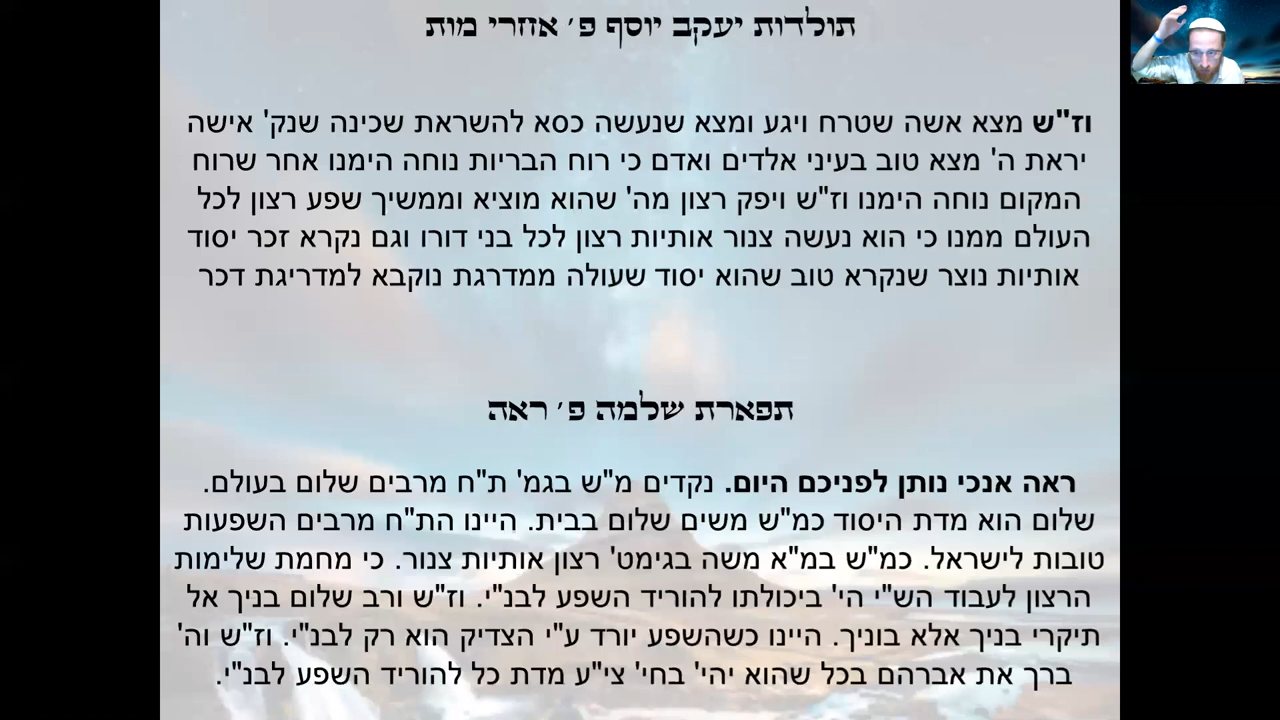 תולדות יעקב יוסף פ׳ אחרי מות
וז"ש מצא אשה שטרח ויגע ומצא שנעשה כסא להשראת שכינה שנק' אישה
יראת ה' מצא טוב בעיני אלדים ואדם כי רוח הבריות נוחה הימנו אחר שרוח
המקום נוחה הימנו וז"ש ויפק רצון מה' שהוא מוציא וממשיך שפע רצון לכל
העולם ממנו כי הוא נעשה צנור אותיות רצון לכל בני דורו וגם נקרא זכר יסוד
אותיות נוצר שנקרא טוב שהוא יסוד שעולה ממדרגת נוקבא למדריגת דכר
תפארת שלמה פ׳ ראה
ראה אנכי נותן לפניכם היום. נקדים מ"ש בגמ' ת"ח מרבים שלום בעולם.
שלום הוא מדת היסוד כמ"ש משים שלום בבית. היינו הת"ח מרבים השפעות
טובות לישראל. כמ"ש במ"א משה בגימט' רצון אותיות צנור. כי מחמת שלימות
הרצון לעבוד הש"י הי' ביכולתו להוריד השפע לבנ"י. וז"ש ורב שלום בניך אל
תיקרי בניך אלא בוניך. היינו כשהשפע יורד ע"י הצדיק הוא רק לבנ"י. וז"ש וה'
ברך את אברהם בכל שהוא יהי' בחי' צי"ע מדת כל להוריד השפע לבנ"י.